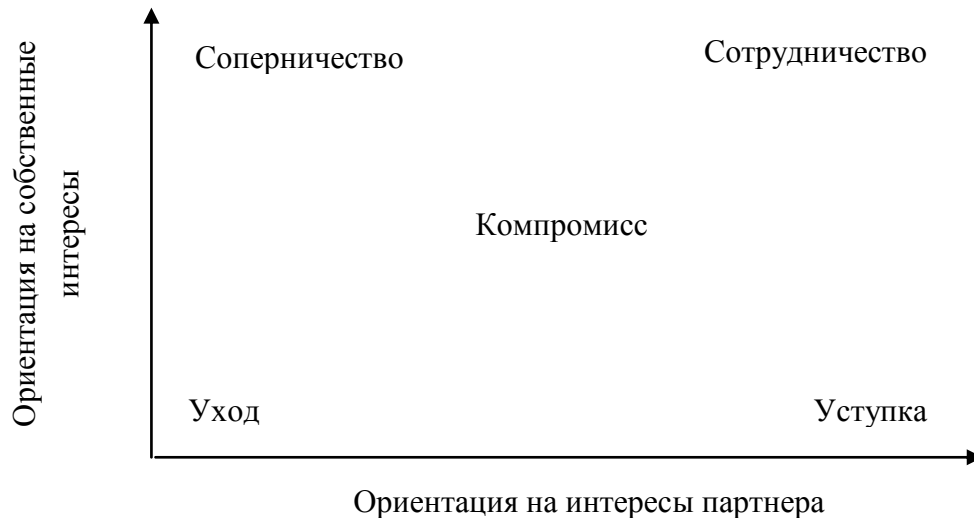 Ориентация на собственные
интересы
Соперничество
Сотрудничество
Компромисс
Уход
Уступка
Ориентация на интересы партнера